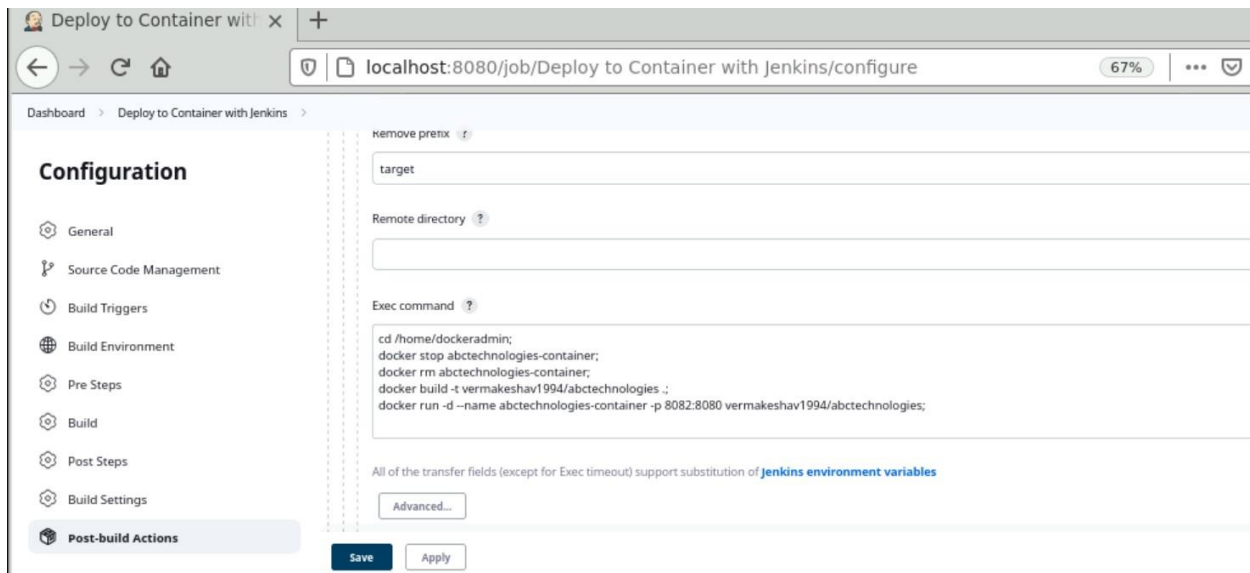 Deploy to Container with
localhost:8080/job/Deploy to Container with Jenkins/configure
67%
Dashboard > Deploy to Container with Jenkins >
Configuration
General
Source Code Management
Build Triggers
Build Environment
Pre Steps
Build
Post Steps
Build Settings
Post-build Actions
Remove prefix ?
target
Remote directory ?
Exec command ?
cd /home/dockeradmin;
docker stop abctechnologies-container;
docker rm abctechnologies-container;
docker build -t vermakeshav1994/abctechnologies .;
docker run -d --name abctechnologies-container -p 8082:8080 vermakeshav1994/abctechnologies;
All of the transfer fields (except for Exec timeout) support substitution of Jenkins environment variables
Advanced...
Save
Apply